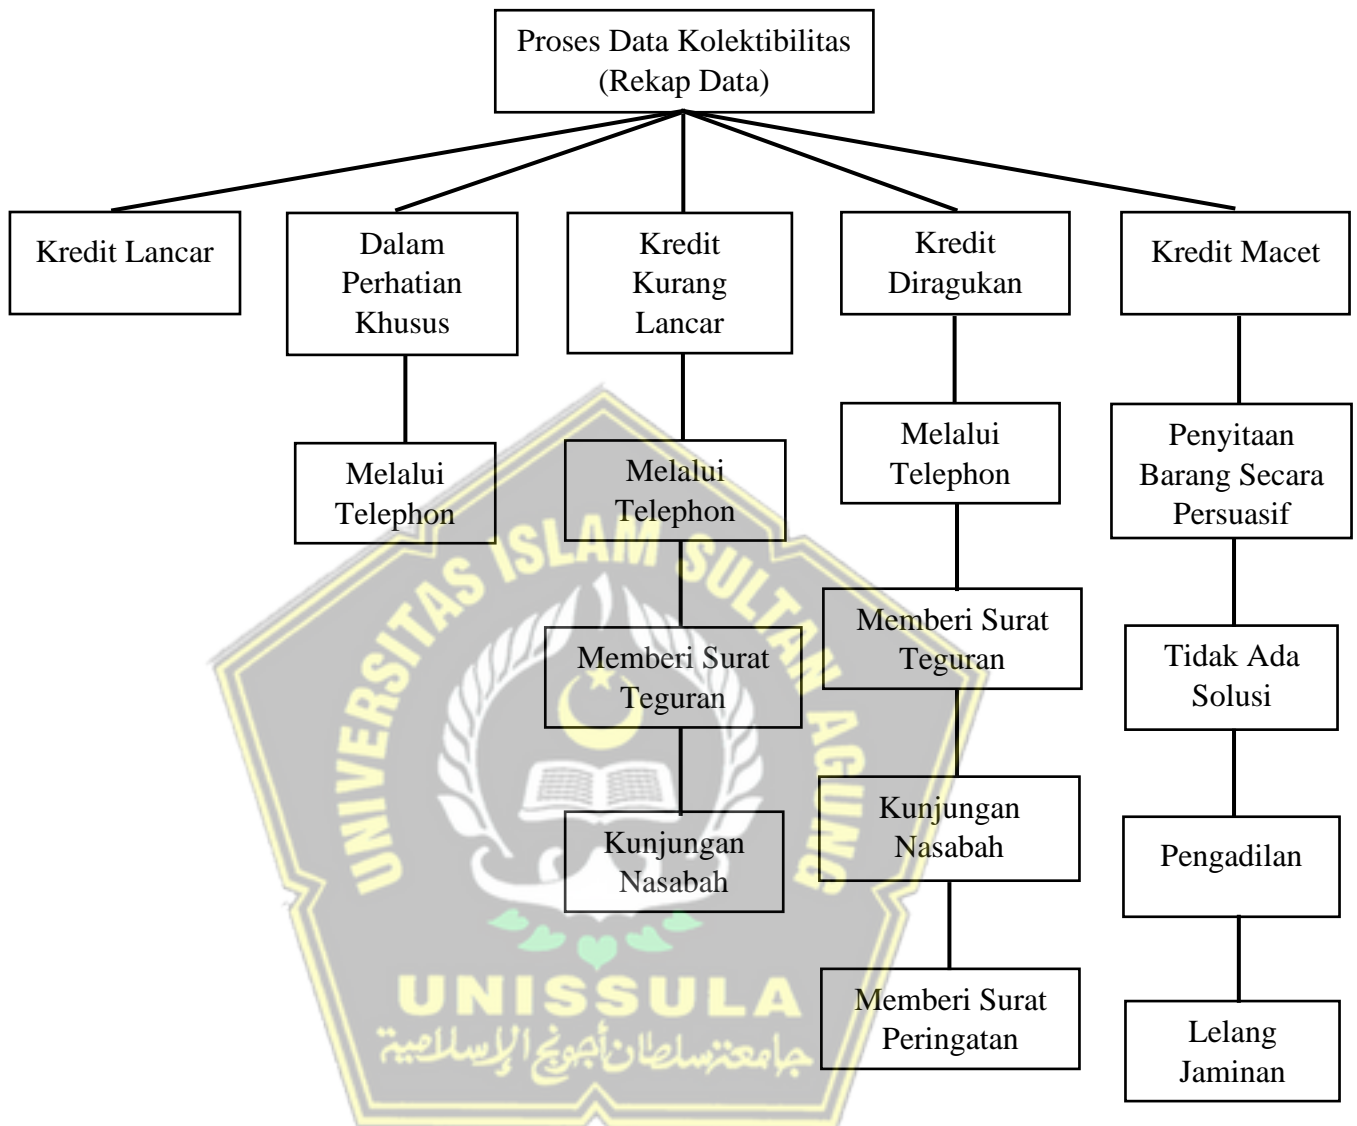 Proses Data Kolektibilitas
(Rekap Data)
Kredit Lancar
Dalam
Perhatian
Khusus
Kredit
Kurang
Lancar
Kredit
Diragukan
Kredit Macet
Melalui
Telephon
Melalui
Telephon
Memberi Surat
Teguran
Kunjungan
Nasabah
Melalui
Telephon
Memberi Surat
Teguran
Kunjungan
Nasabah
Memberi Surat
Peringatan
Penyitaan
Barang Secara
Persuasif
Tidak Ada
Solusi
Pengadilan
Lelang
Jaminan
UNIVERSITAS ISLAM SULTAN AGUNG
UNISSULA
جامعة سلطان أجونج الإسلامية